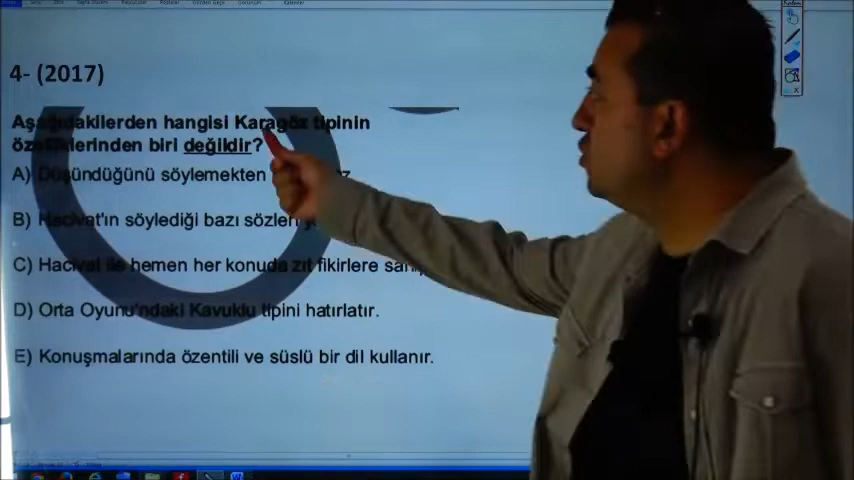 4- (2017)
Aşağıdakilerden hangisi Karagöz tipinin
özelliklerinden biri değildir?
A) Düşündüğünü söylemekten
B) Hacivat'ın söylediği bazı sözleri
C) Hacivat ile hemen her konuda zıt fikirlere
D) Orta Oyunu'ndaki Kavuklu tipini hatırlatır.
E) Konuşmalarında özentili ve süslü bir dil kullanır.